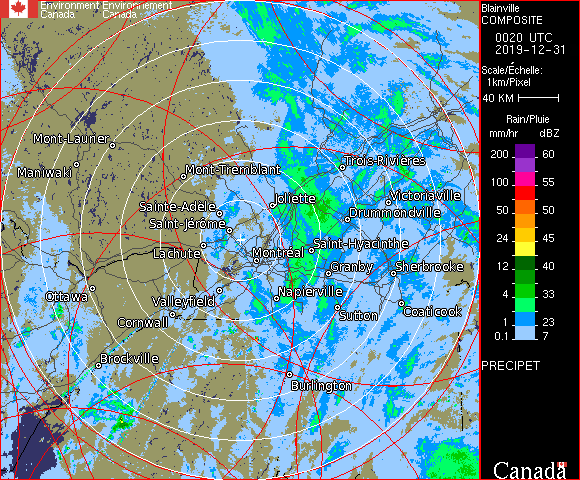 Environment Environnement
Canada Canada
Blainville
COMPOSITE
0020 UTC
2019-12-31
Scale/Échelle:
1km/Pixel
40 KM
Rain/Pluie
mm/hr dBZ
200 60
100 55
50 50
24 45
12 40
8 35
4 33
1 23
0.1 7
PRECIPET
Canada
Mont-Laurier
Maniwaki
Mont-Tremblant
Trois-Rivières
Sainte-Adèle
Joliette
Victoriaville
Saint-Jérôme
Drummondville
Lachute
Montréal
Saint-Hyacinthe
Granby
Sherbrooke
Ottawa
Valleyfield
Napierville
Cornwall
Sutton
Coaticook
Brockville
Burlington